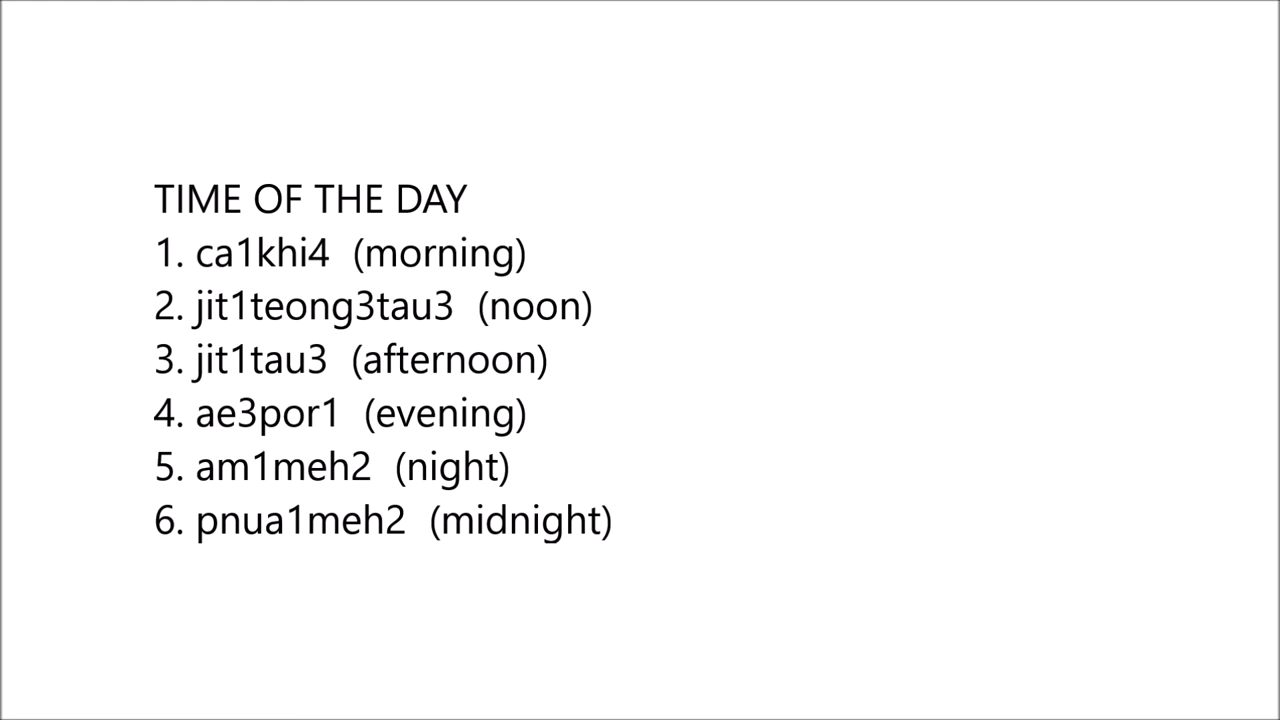 TIME OF THE DAY
1. ca1khi4 (morning)
2. jit1teong3tau3 (noon)
3. jit1tau3 (afternoon)
4. ae3por1 (evening)
5. am1meh2 (night)
6. pnua1meh2 (midnight)